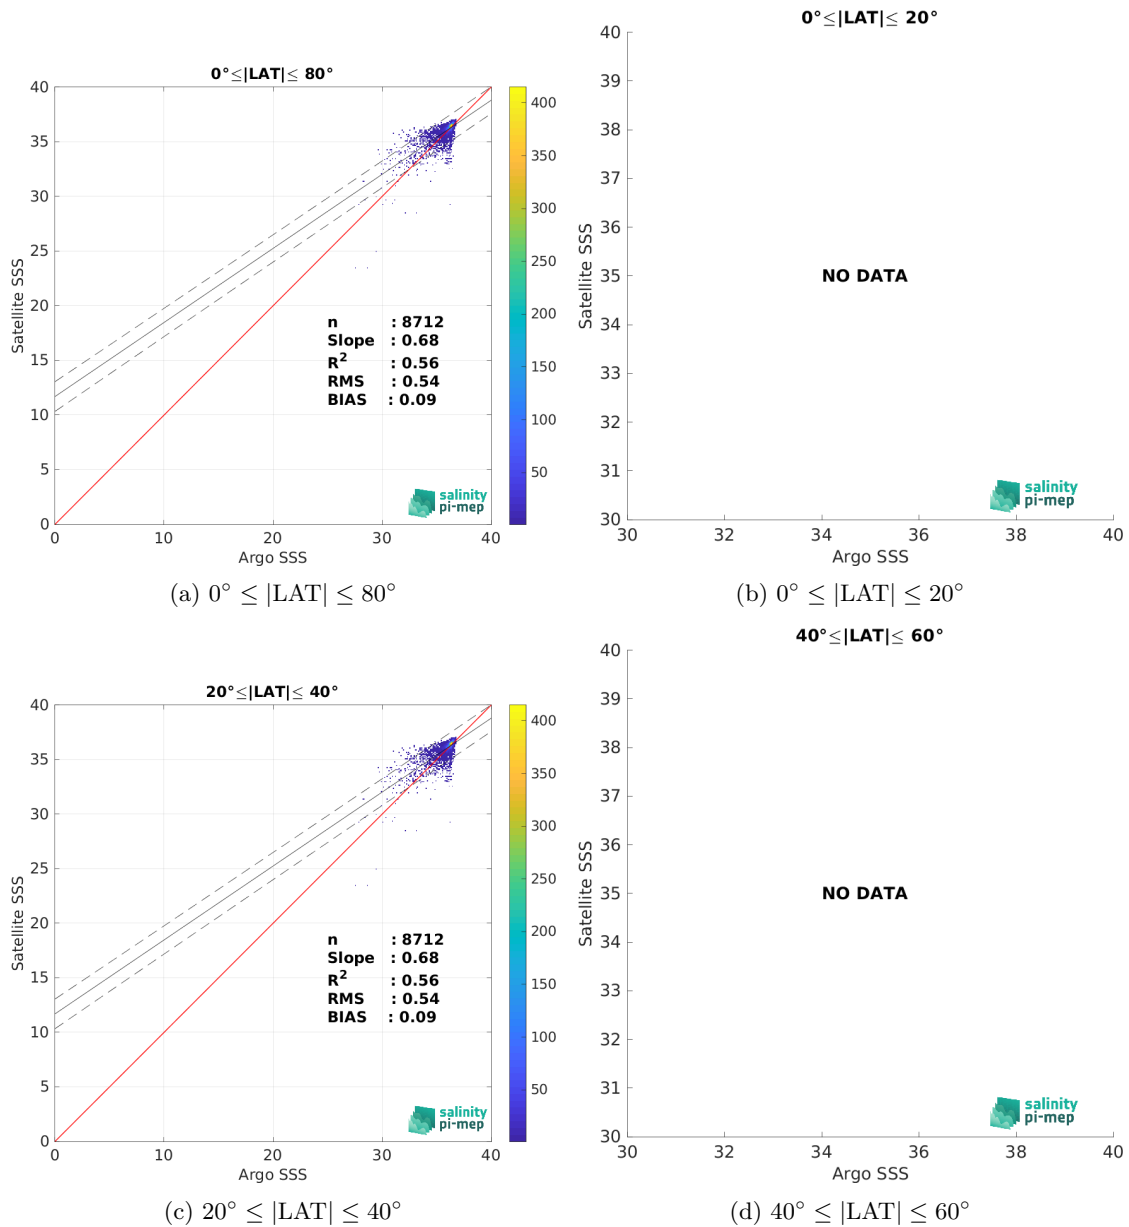 0°≤|LAT|≤ 80°
40
35
30
25
20
15
10
5
0
Satellite SSS
0
10
20
30
40
Argo SSS
400
350
300
250
200
150
100
50
n : 8712
Slope : 0.68
R² : 0.56
RMS : 0.54
BIAS : 0.09
salinity
pi-mep
(a) 0° ≤ |LAT| ≤ 80°
0°≤|LAT|≤ 20°
40
39
38
37
36
35
34
33
32
31
30
Satellite SSS
NO DATA
30
32
34
36
38
40
Argo SSS
salinity
pi-mep
(b) 0° ≤ |LAT| ≤ 20°
20°≤|LAT|≤ 40°
40
35
30
25
20
15
10
5
0
Satellite SSS
0
10
20
30
40
Argo SSS
400
350
300
250
200
150
100
50
n : 8712
Slope : 0.68
R² : 0.56
RMS : 0.54
BIAS : 0.09
salinity
pi-mep
(c) 20° ≤ |LAT| ≤ 40°
40°≤|LAT|≤ 60°
40
39
38
37
36
35
34
33
32
31
30
Satellite SSS
NO DATA
30
32
34
36
38
40
Argo SSS
salinity
pi-mep
(d) 40° ≤ |LAT| ≤ 60°